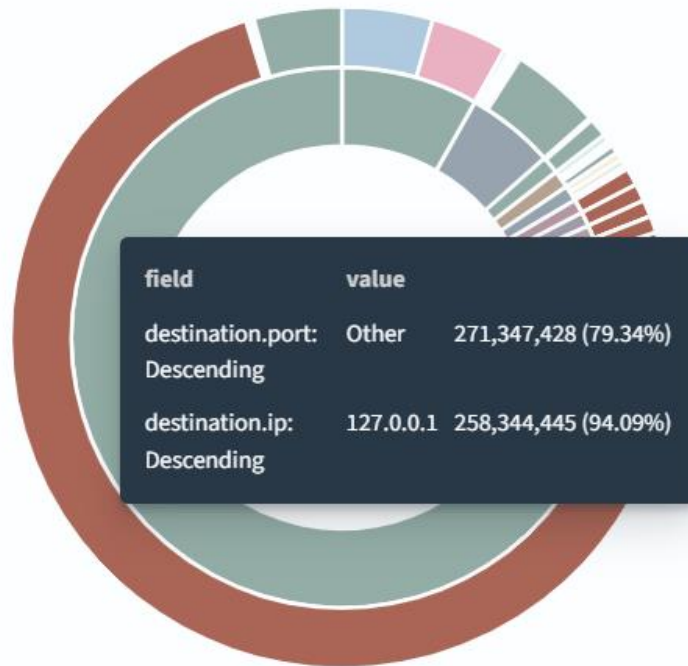 field value
destination.port: Other 271,347,428 (79.34%)
Descending
destination.ip: 127.0.0.1 258,344,445 (94.09%)
Descending